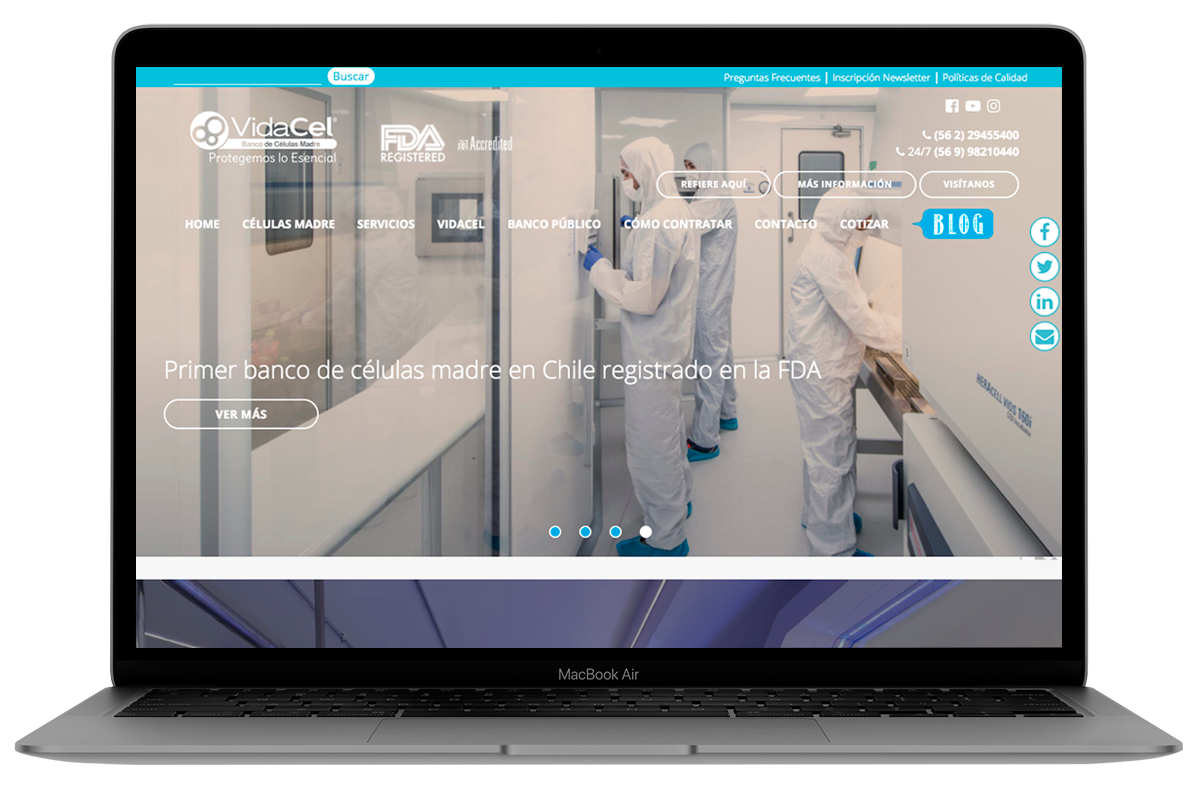 Buscar
Preguntas Frecuentes | Inscripción Newsletter | Políticas de Calidad
VidaCel®
Banco de Células Madre
Protegemos lo Esencial
FDA
REGISTERED
Accredited
(56 2) 29455400
24/7 (56 9) 98210440
REFIERE AQUÍ
MÁS INFORMACIÓN
VISÍTANOS
HOME CÉLULAS MADRE SERVICIOS VIDACEL BANCO PÚBLICO CÓMO CONTRATAR CONTACTO COTIZAR BLOG
Primer banco de células madre en Chile registrado en la FDA
VER MÁS
HERACELL VIOS 160i
MacBook Air